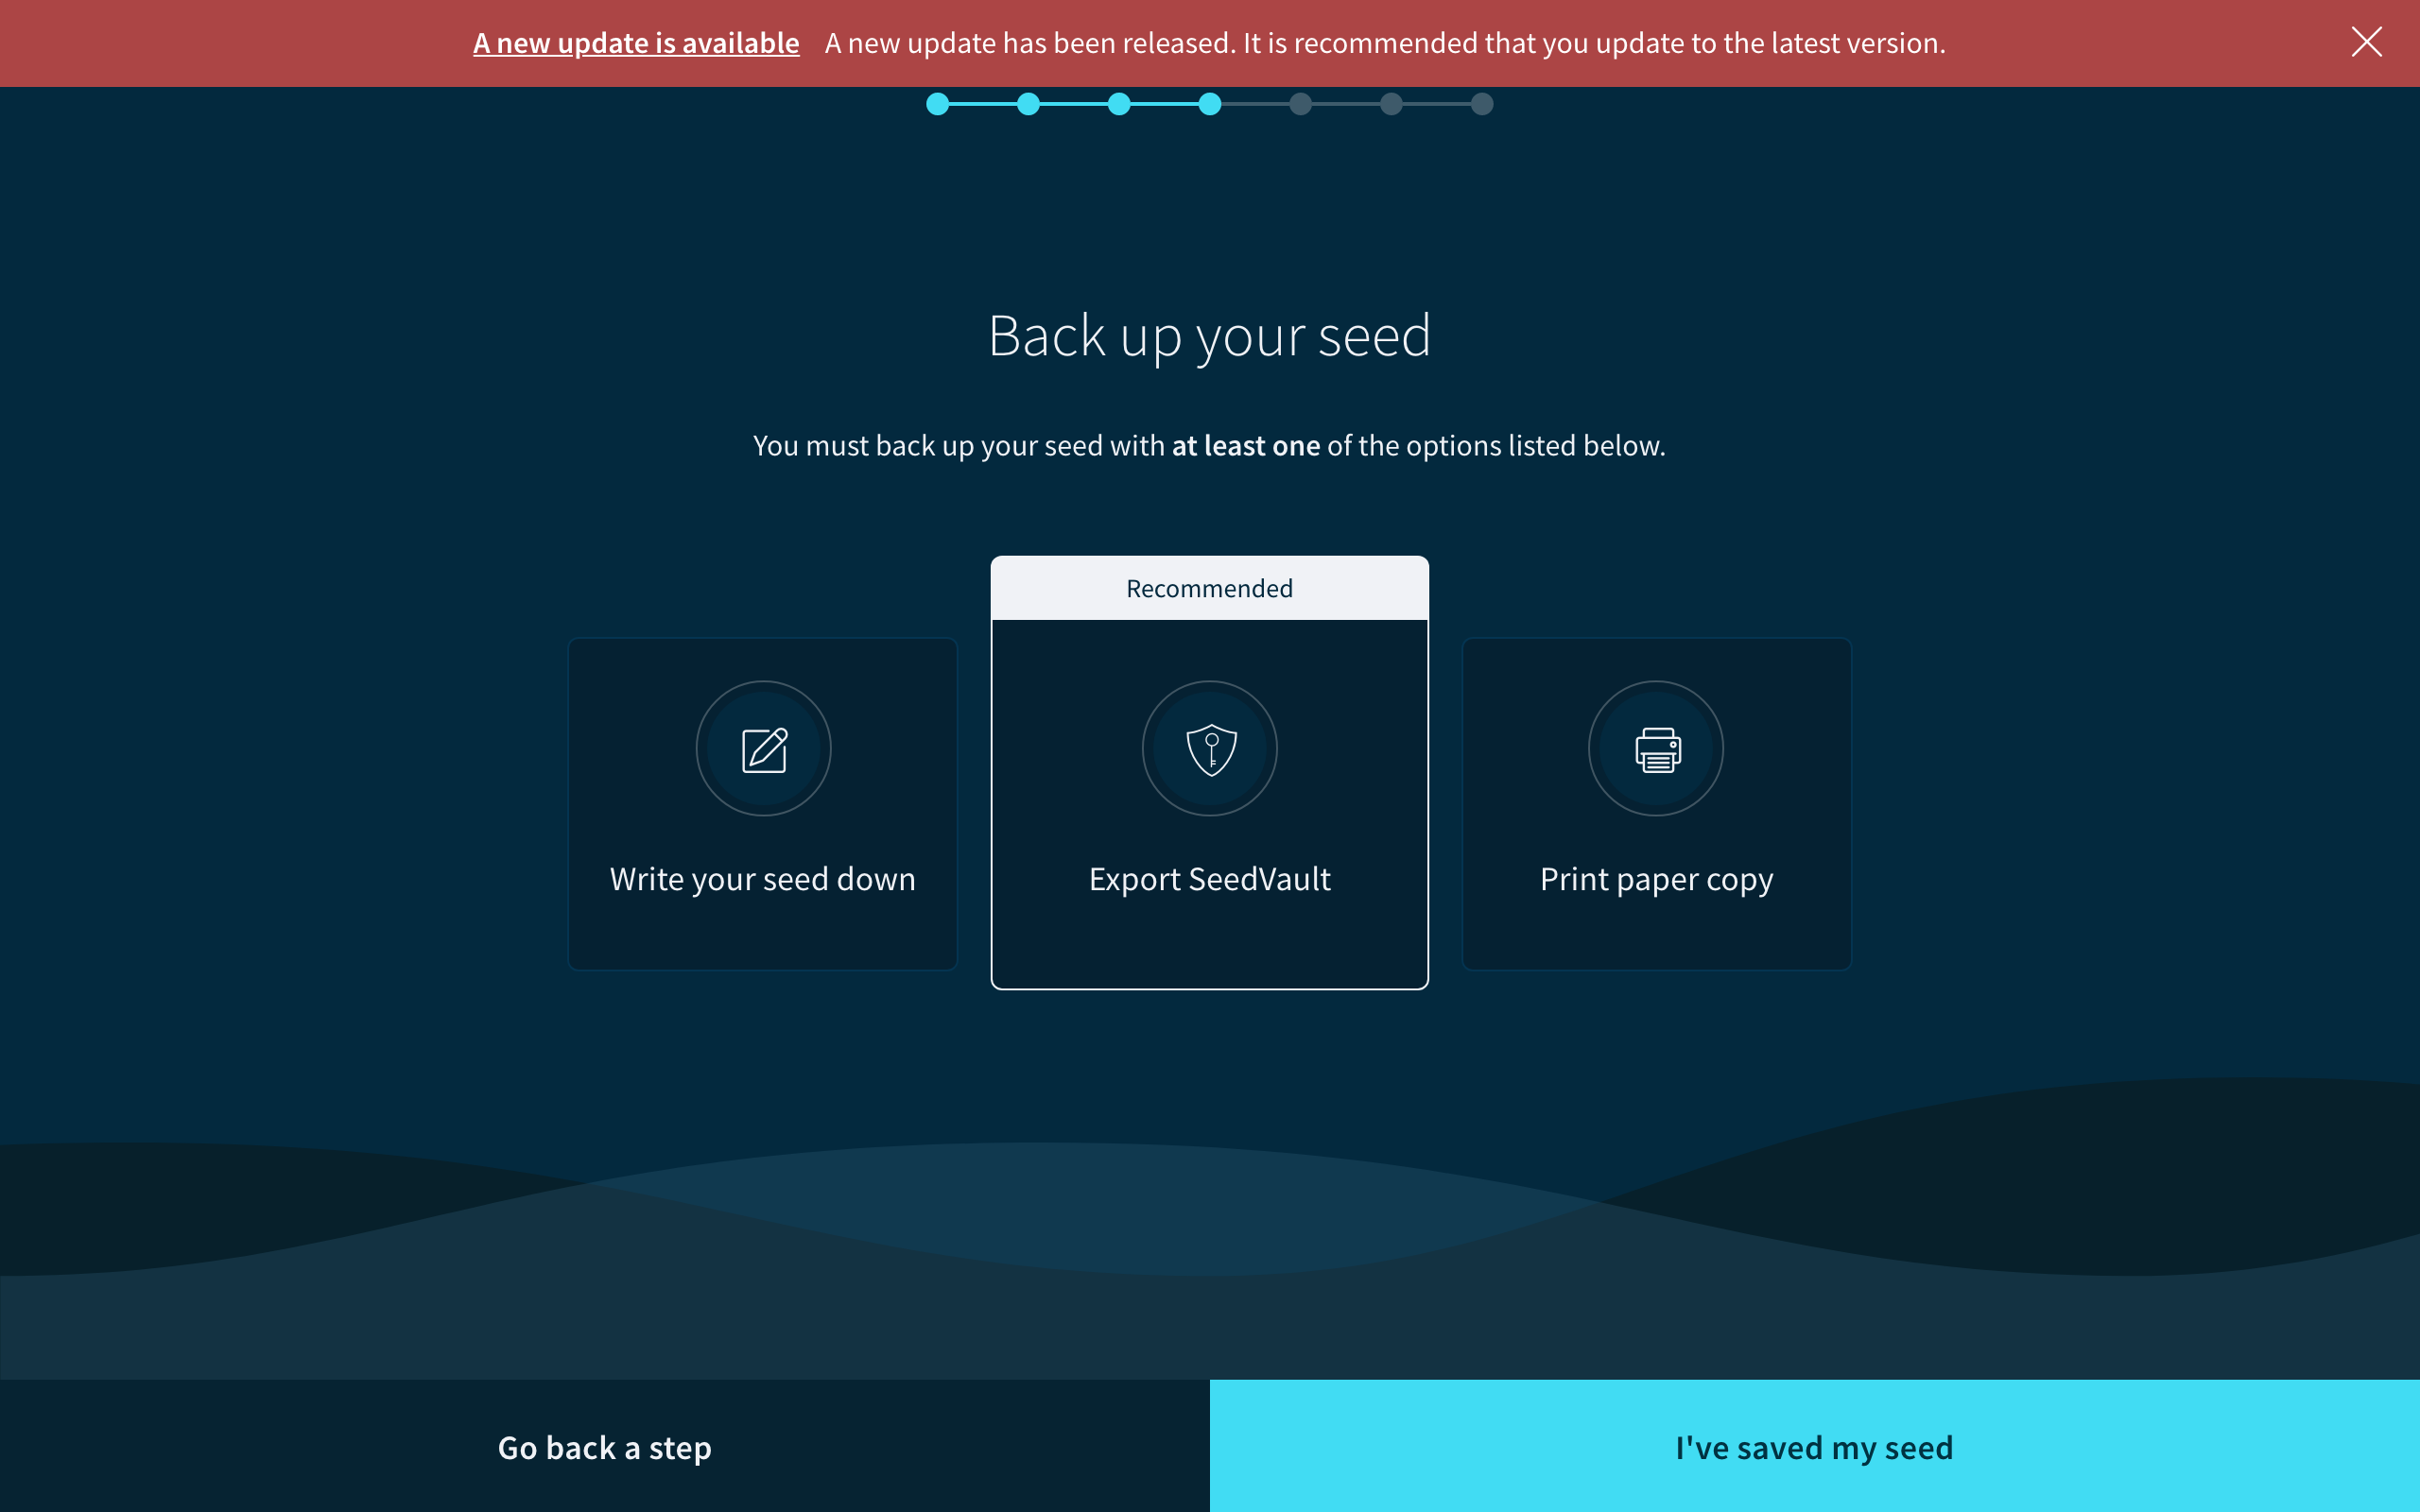 A new update is available A new update has been released. It is recommended that you update to the latest version.
Back up your seed
You must back up your seed with at least one of the options listed below.
Recommended
Write your seed down
Export SeedVault
Print paper copy
Go back a step
I've saved my seed